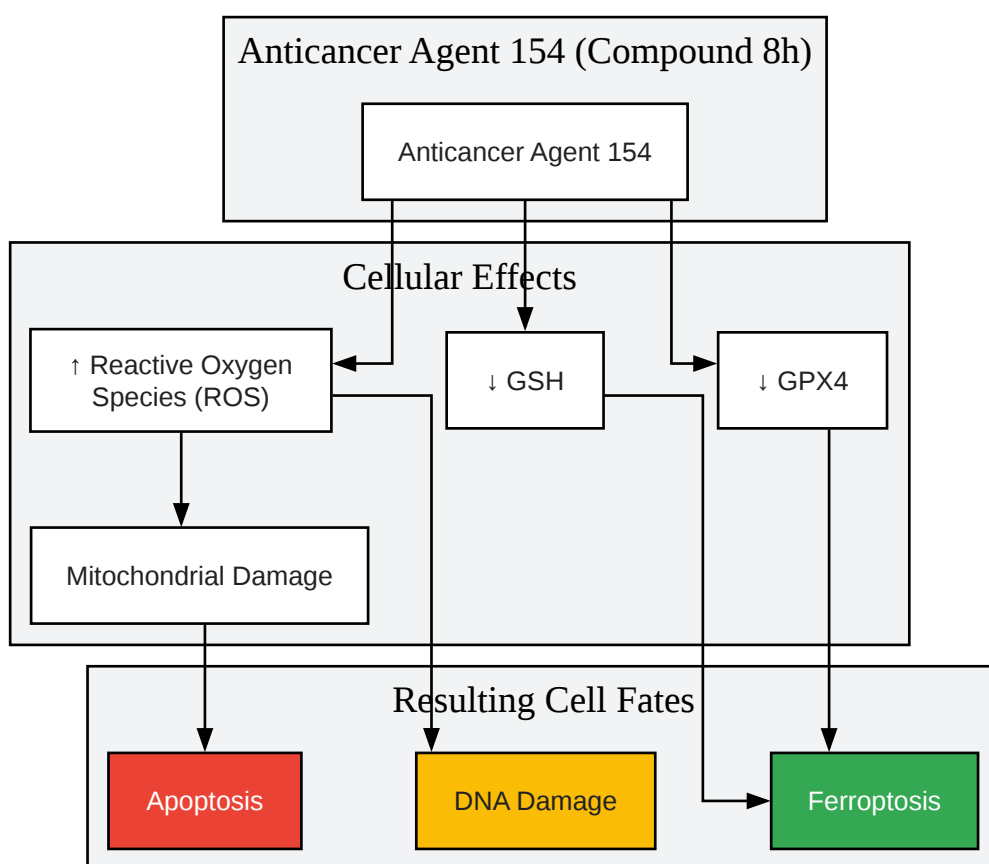 Anticancer Agent 154 (Compound 8h)
Anticancer Agent 154
Cellular Effects
↑ Reactive Oxygen
Species (ROS)
↓ GSH
↓ GPX4
Mitochondrial Damage
Resulting Cell Fates
Apoptosis
DNA Damage
Ferroptosis